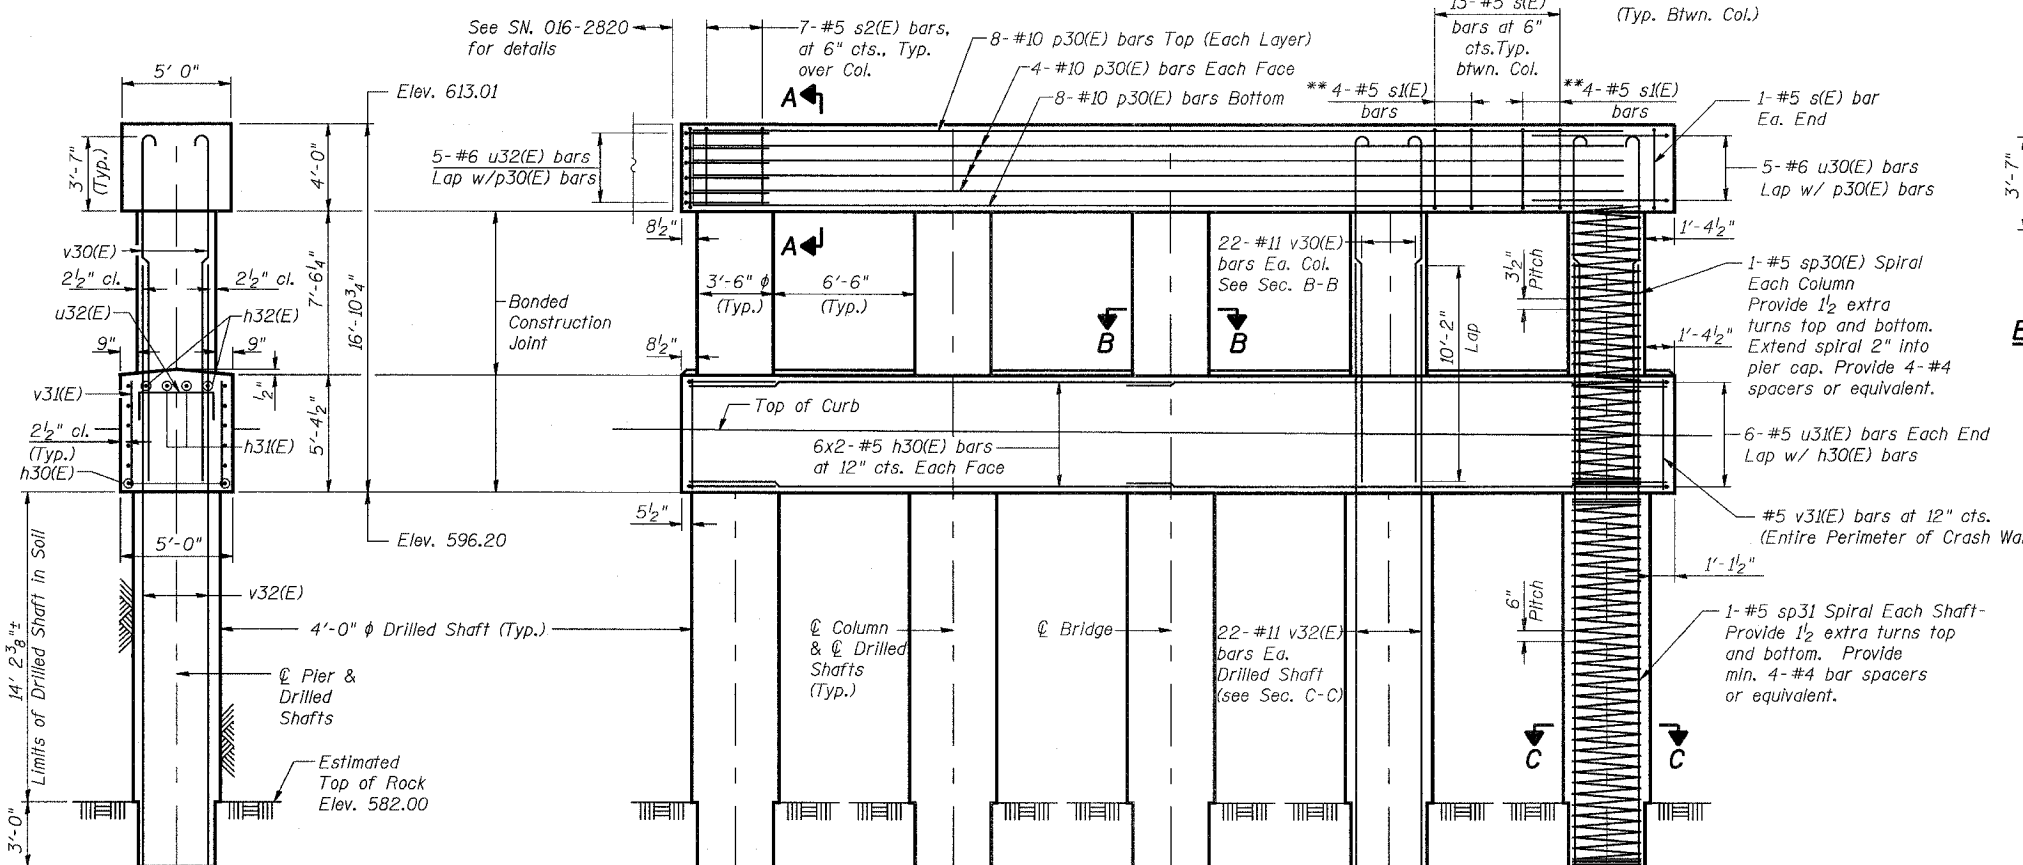 See SN. 016-2820
for details
7-#5 s2(E) bars,
at 6" cts., Typ.
over Col.
8-#10 p30(E) bars Top (Each Layer)
4-#10 p30(E) bars Each Face
8-#10 p30(E) bars Bottom
13-#5 s(E)
bars at 6"
cts.Typ.
btwn. Col.
(Typ. Btwn. Col.)
**4-#5 s1(E)
bars
**4-#5 s1(E)
bars
1-#5 s(E) bar
Ea. End
5' 0"
Elev. 613.01
A
3'-7"
(Typ.)
4'-0"
5-#6 u32(E) bars
Lap w/p30(E) bars
5-#6 u30(E) bars
Lap w/ p30(E) bars
3'-7"
8½"
A
1'-4½"
v30(E)
2½" cl.
2½" cl.
u32(E)
h32(E)
9"
9"
7'-6¼"
16'-10¾"
Bonded
Construction
Joint
3'-6" ϕ
(Typ.)
6'-6"
(Typ.)
22-#11 v30(E)
bars Ea. Col.
See Sec. B-B
3½"
Pitch
1-#5 sp30(E) Spiral
Each Column
Provide 1½ extra
turns top and bottom.
Extend spiral 2" into
pier cap. Provide 4-#4
spacers or equivalent.
B
B
10'-2"
Lap
8½"
1'-4½"
v31(E)
½"
2½" cl.
(Typ.)
h30(E)
h31(E)
5'-4½"
Top of Curb
6x2-#5 h30(E) bars
at 12" cts. Each Face
6-#5 u31(E) bars Each End
Lap w/ h30(E) bars
5½"
5'-0"
Elev. 596.20
#5 v31(E) bars at 12" cts.
(Entire Perimeter of Crash Wa
1'-1½"
v32(E)
14' 2⅜"±
Limits of Drilled Shaft in Soil
4'-0" ϕ Drilled Shaft (Typ.)
℄ Column
& ℄ Drilled
Shafts
(Typ.)
℄ Bridge
22-#11 v32(E)
bars Ea.
Drilled Shaft
(see Sec. C-C)
6"
Pitch
1-#5 sp31 Spiral Each Shaft-
Provide 1½ extra turns top
and bottom. Provide
min. 4-#4 bar spacers
or equivalent.
℄ Pier &
Drilled
Shafts
C
C
Estimated
Top of Rock
Elev. 582.00
3'-0"